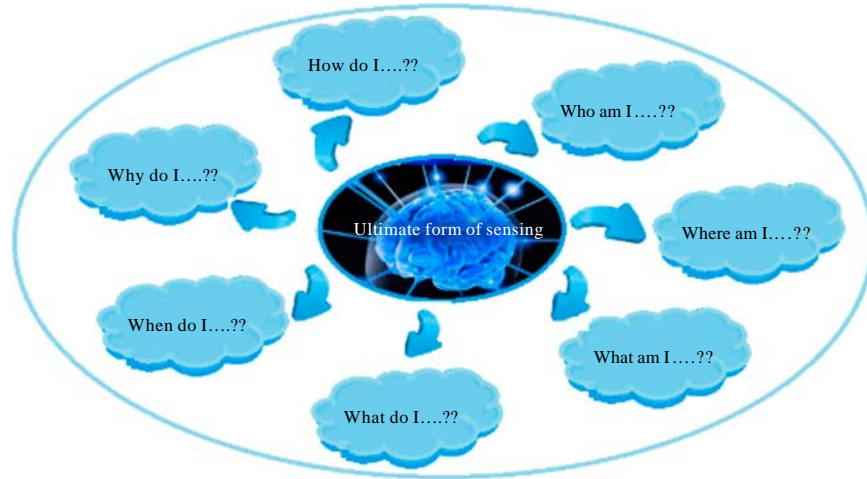 How do I....??
Who am I....??
Why do I....??
Ultimate form of sensing
Where am I....??
When do I....??
What am I....??
What do I....??